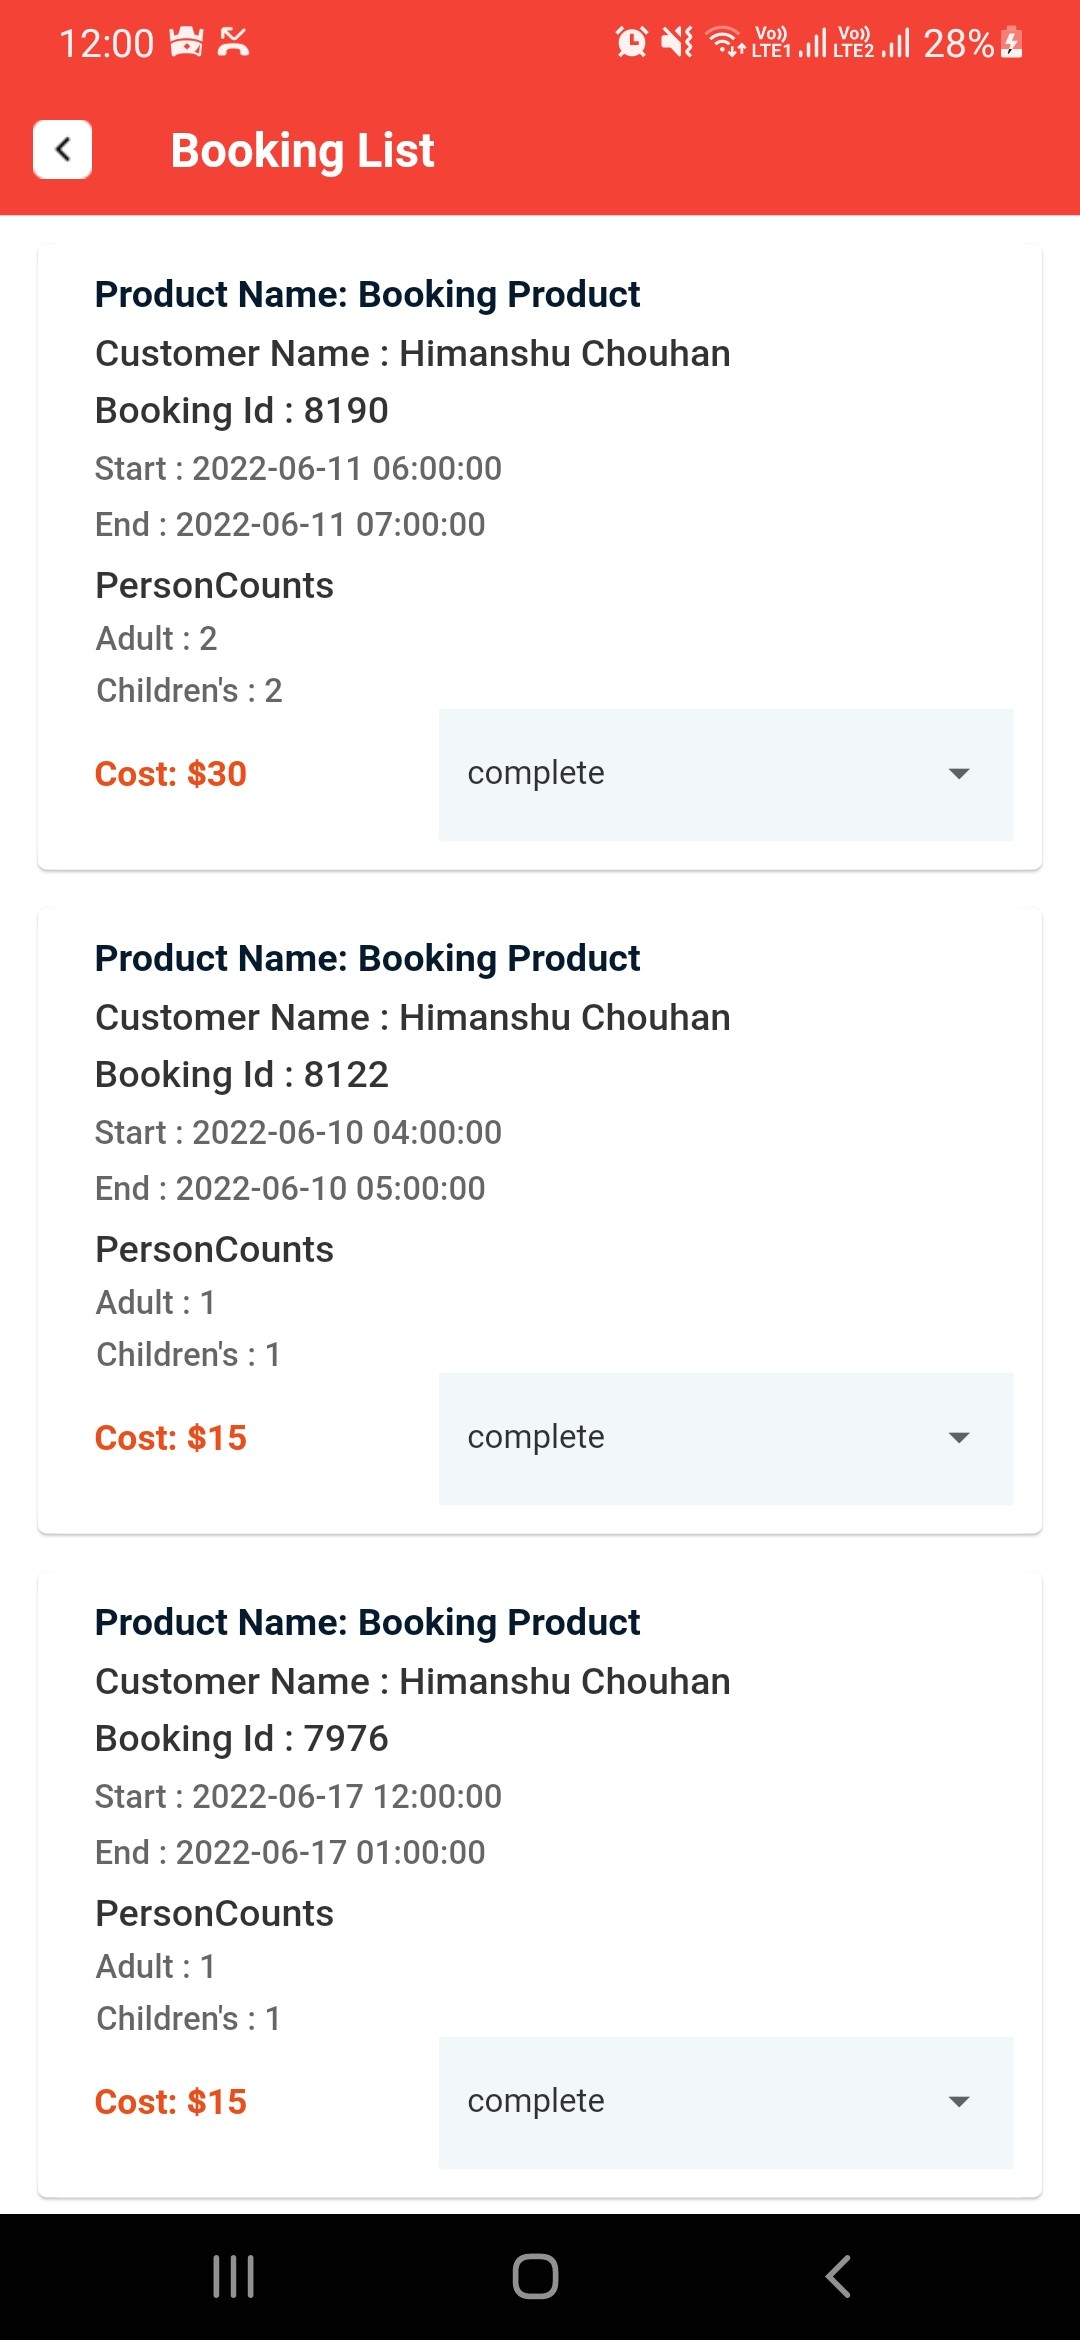 12:00 Vo)) LTE1 Vo)) LTE2 28%
Booking List
Product Name: Booking Product
Customer Name : Himanshu Chouhan
Booking Id : 8190
Start : 2022-06-11 06:00:00
End : 2022-06-11 07:00:00
PersonCounts
Adult : 2
Children's : 2
Cost: $30 complete
Product Name: Booking Product
Customer Name : Himanshu Chouhan
Booking Id : 8122
Start : 2022-06-10 04:00:00
End : 2022-06-10 05:00:00
PersonCounts
Adult : 1
Children's : 1
Cost: $15 complete
Product Name: Booking Product
Customer Name : Himanshu Chouhan
Booking Id : 7976
Start : 2022-06-17 12:00:00
End : 2022-06-17 01:00:00
PersonCounts
Adult : 1
Children's : 1
Cost: $15 complete